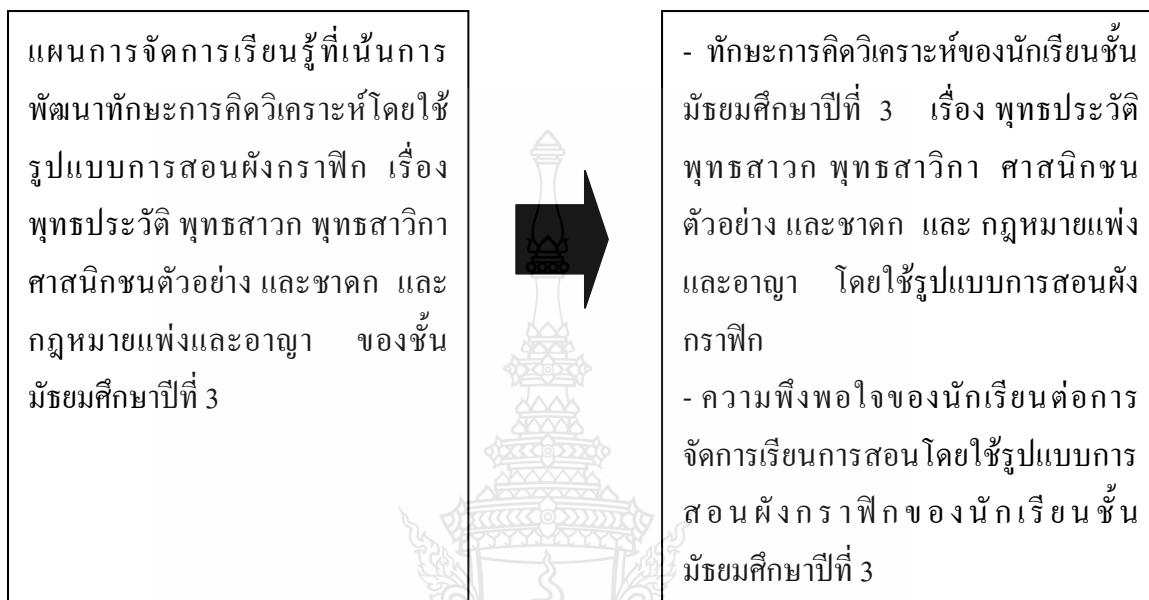 แผนการจัดการเรียนรู้ที่เน้นการ
พัฒนาทักษะการคิดวิเคราะห์โดยใช้
รูปแบบการสอนผังกราฟิก เรื่อง
พุทธประวัติ พุทธสาวก พุทธสาวิกา
ศาสนิกชนตัวอย่าง และชาดก และ
กฎหมายแพ่งและอาญา ของชั้น
มัธยมศึกษาปีที่ 3
- ทักษะการคิดวิเคราะห์ของนักเรียนชั้น
มัธยมศึกษาปีที่ 3 เรื่อง พุทธประวัติ
พุทธสาวก พุทธสาวิกา ศาสนิกชน
ตัวอย่าง และชาดก และ กฎหมายแพ่ง
และอาญา โดยใช้รูปแบบการสอนผัง
กราฟิก
- ความพึงพอใจของนักเรียนต่อการ
จัดการเรียนการสอนโดยใช้รูปแบบการ
สอนผังกราฟิกของนักเรียนชั้น
มัธยมศึกษาปีที่ 3